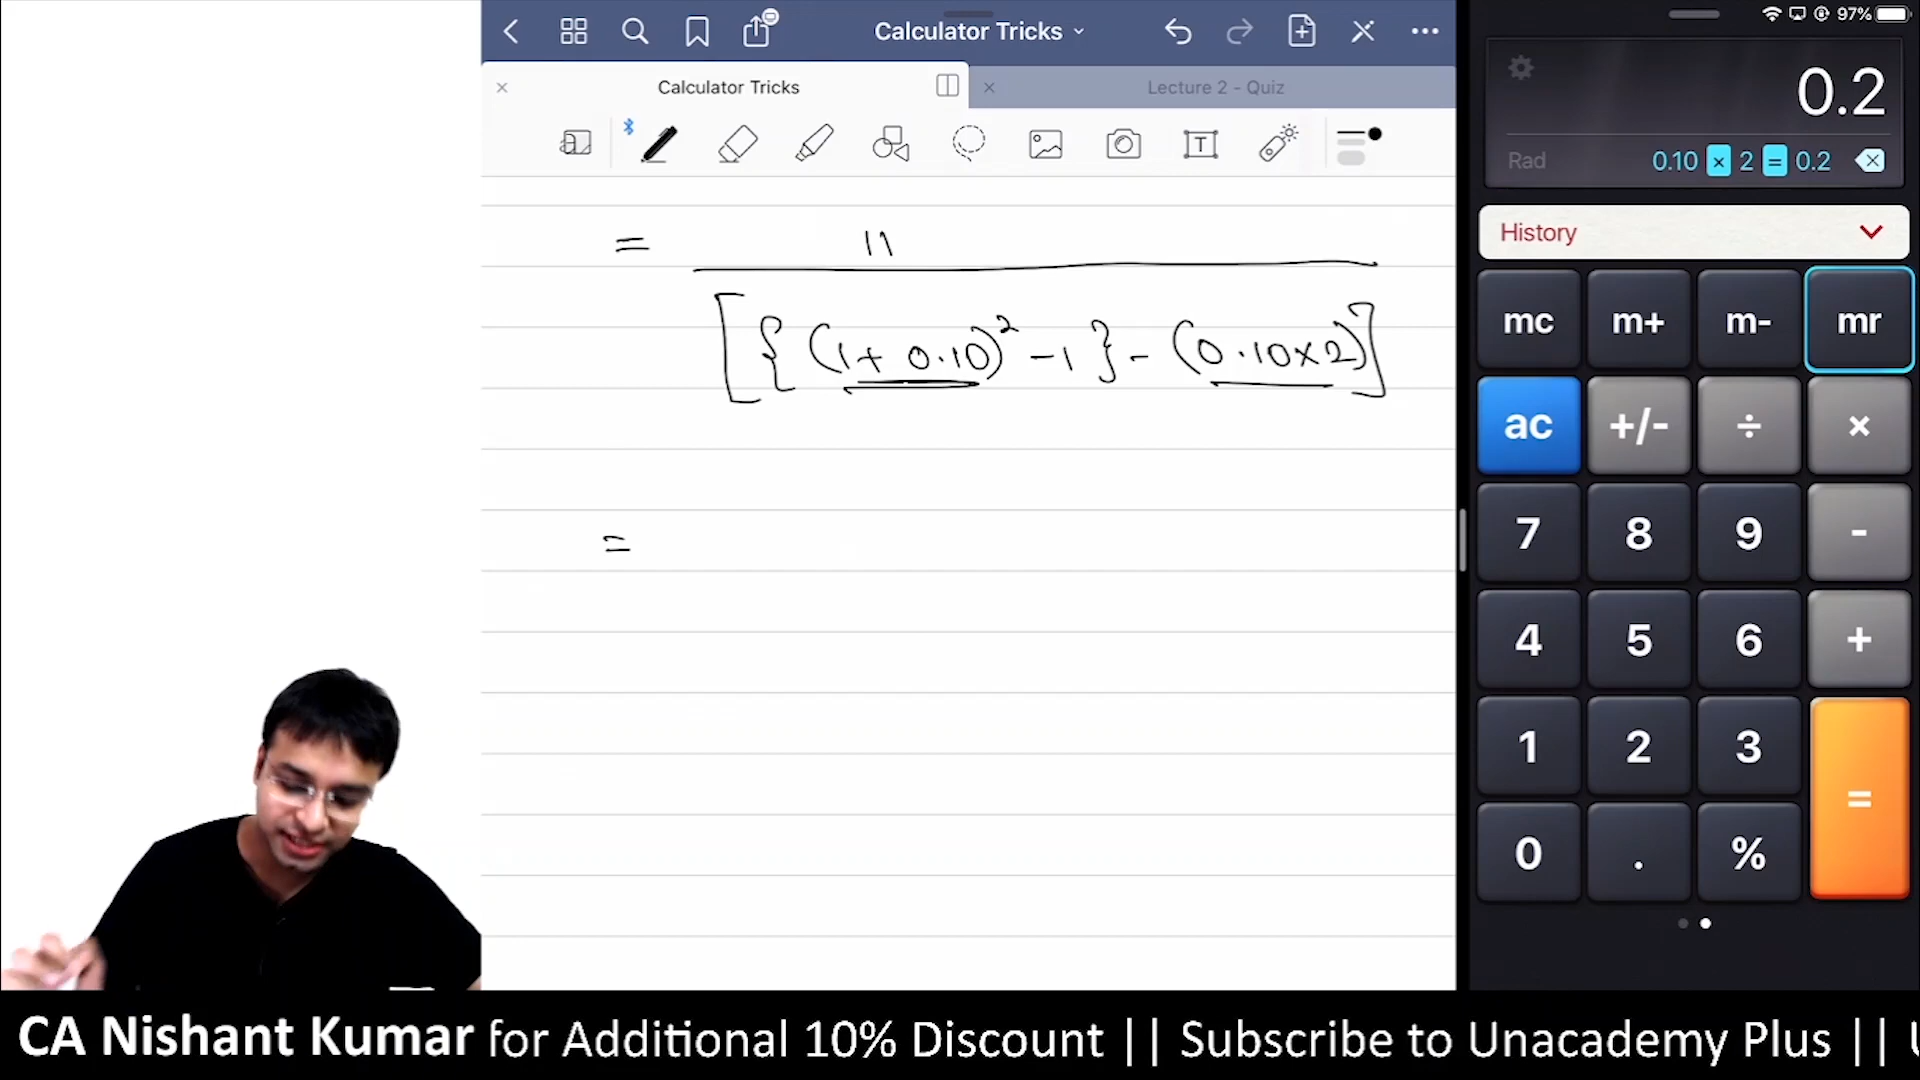 Calculator Tricks
Calculator Tricks
Lecture 2 - Quiz
T
= 11
[{(1+0.10)² -1} - (0.10×2)]
=
97%
0.2
Rad 0.10 × 2 = 0.2
History
mc m+ m- mr
ac +/- ÷ ×
7 8 9 -
4 5 6 +
1 2 3 =
0 . %
CA Nishant Kumar for Additional 10% Discount || Subscribe to Unacademy Plus ||